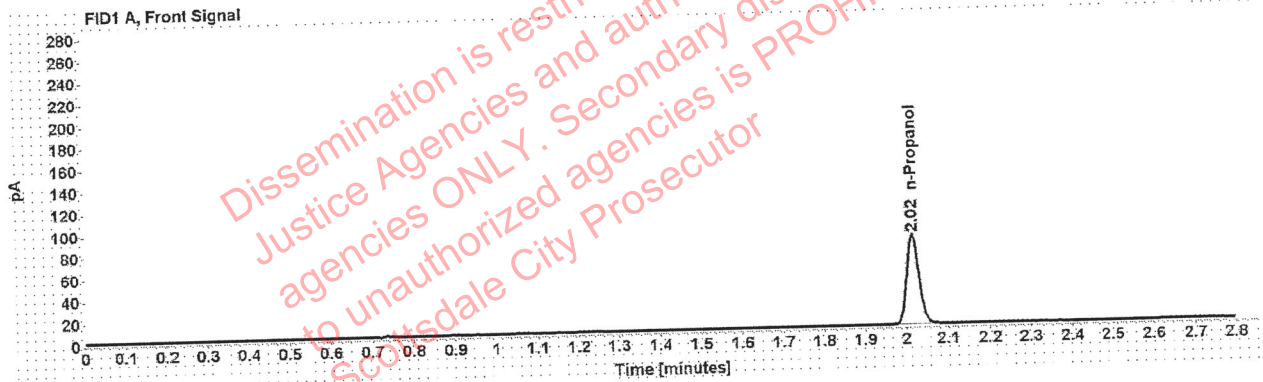 FID1 A, Front Signal
280
260
240
220
200
180
160
140
120
100
80
60
40
20
0
pA
2.02 n-Propanol
0 0.1 0.2 0.3 0.4 0.5 0.6 0.7 0.8 0.9 1 1.1 1.2 1.3 1.4 1.5 1.6 1.7 1.8 1.9 2 2.1 2.2 2.3 2.4 2.5 2.6 2.7 2.8
Time [minutes]
Dissemination is
Justice Agencies and
agencies ONLY. Secondary
to unauthorized agencies is
Scottsdale City Prosecutor